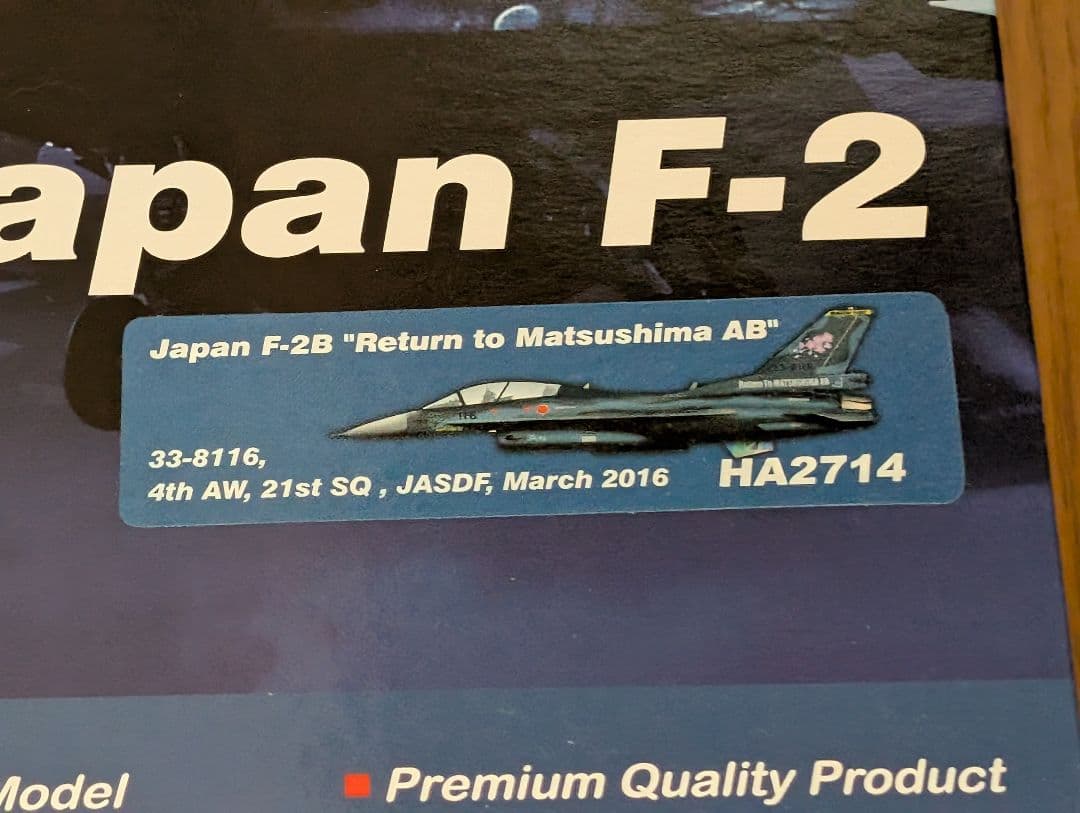 apan F-2
Japan F-2B "Return to Matsushima AB"
33-8116,
4th AW, 21st SQ , JASDF, March 2016
HA2714
Model
Premium Quality Product